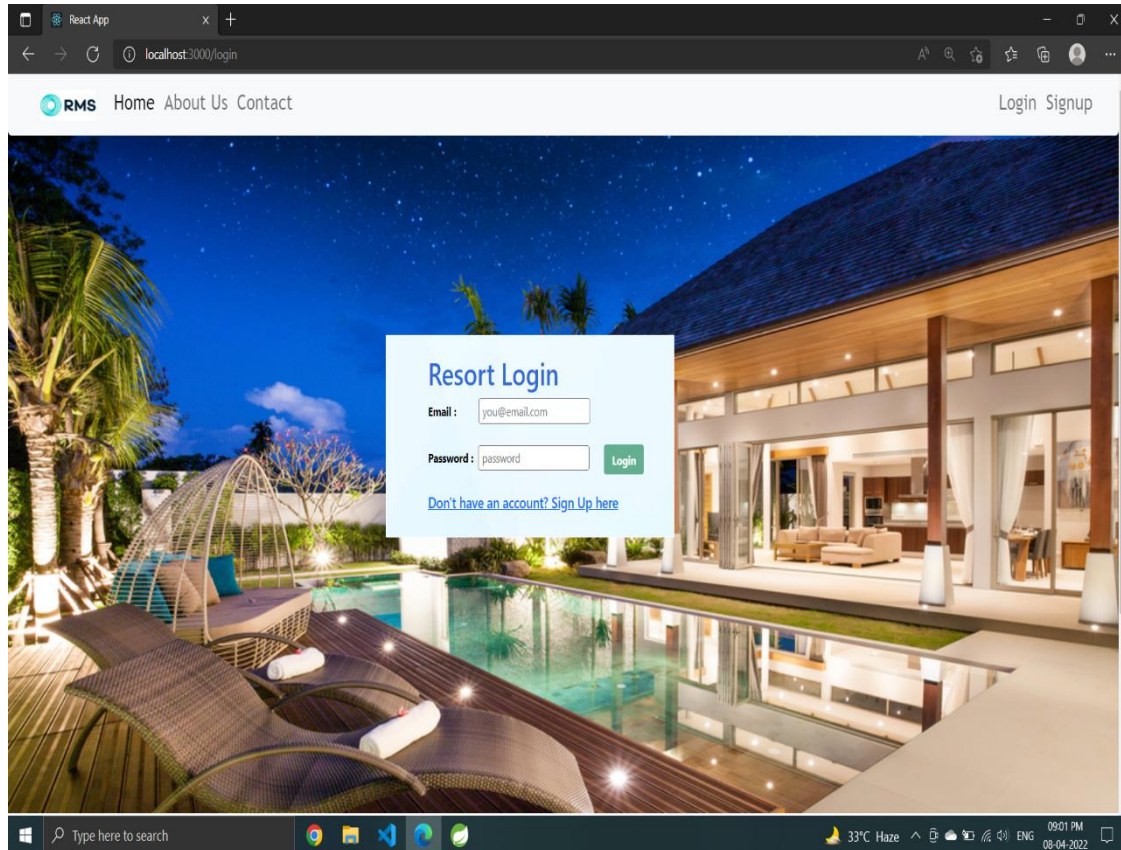 React App
localhost:3000/login
RMS Home About Us Contact Login Signup
Resort Login
Email : you@email.com
Password : password Login
Don't have an account? Sign Up here
Type here to search 33°C Haze ENG 09:01 PM
08-04-2022